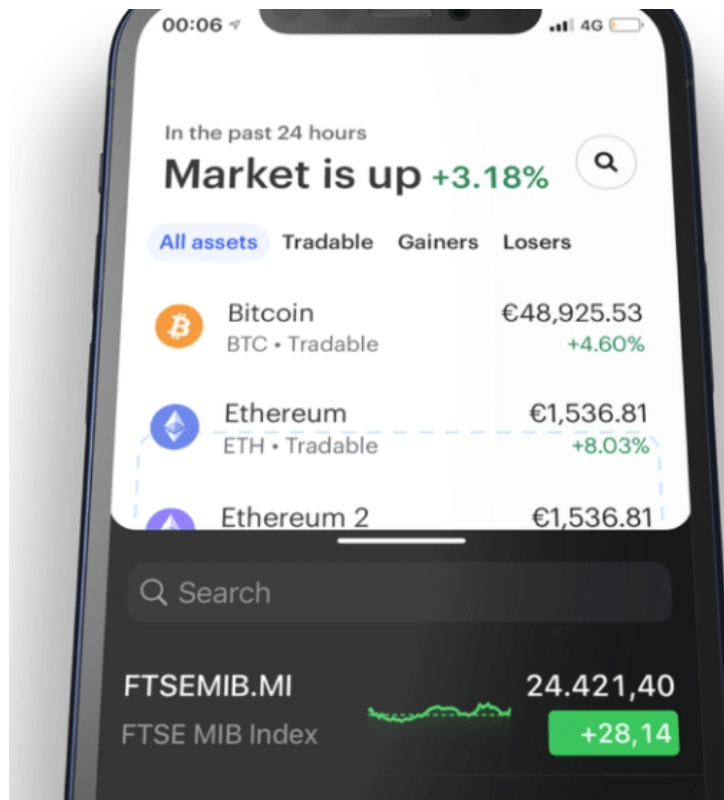 00:06 4G
In the past 24 hours
Market is up +3.18%
All assets Tradable Gainers Losers
Bitcoin €48,925.53
BTC • Tradable +4.60%
Ethereum €1,536.81
ETH • Tradable +8.03%
Ethereum 2 €1,536.81
Search
FTSEMIB.MI 24.421,40
FTSE MIB Index +28,14